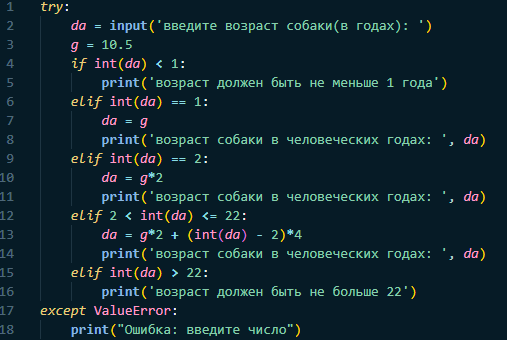 1 try:
2     da = input('введите возраст собаки(в годах): ')
3     g = 10.5
4     if int(da) < 1:
5         print('возраст должен быть не меньше 1 года')
6     elif int(da) == 1:
7         da = g
8         print('возраст собаки в человеческих годах: ', da)
9     elif int(da) == 2:
10         da = g*2
11         print('возраст собаки в человеческих годах: ', da)
12     elif 2 < int(da) <= 22:
13         da = g*2 + (int(da) - 2)*4
14         print('возраст собаки в человеческих годах: ', da)
15     elif int(da) > 22:
16         print('возраст должен быть не больше 22')
17 except ValueError:
18     print("Ошибка: введите число")